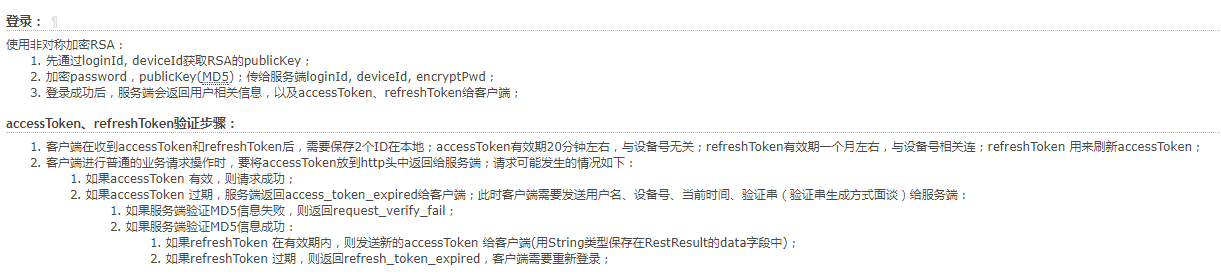 登录： ¶
使用非对称加密RSA：
1. 先通过loginId, deviceId获取RSA的publicKey；
2. 加密password，publicKey(MD5)；传给服务端loginId, deviceId, encryptPwd；
3. 登录成功后，服务端会返回用户相关信息，以及accessToken、refreshToken给客户端；
accessToken、refreshToken验证步骤：
1. 客户端在收到accessToken和refreshToken后，需要保存2个ID在本地；accessToken有效期20分钟左右，与设备号无关；refreshToken有效期一个月左右，与设备号相关连；refreshToken 用来刷新accessToken；
2. 客户端进行普通的业务请求操作时，要将accessToken放到http头中返回给服务端；请求可能发生的情况如下：
1. 如果accessToken 有效，则请求成功；
2. 如果accessToken 过期，服务端返回access_token_expired给客户端；此时客户端需要发送用户名、设备号、当前时间、验证串（验证串生成方式面谈）给服务端：
1. 如果服务端验证MD5信息失败，则返回request_verify_fail；
2. 如果服务端验证MD5信息成功：
1. 如果refreshToken 在有效期内，则发送新的accessToken 给客户端(用String类型保存在RestResult的data字段中)；
2. 如果refreshToken 过期，则返回refresh_token_expired，客户端需要重新登录；